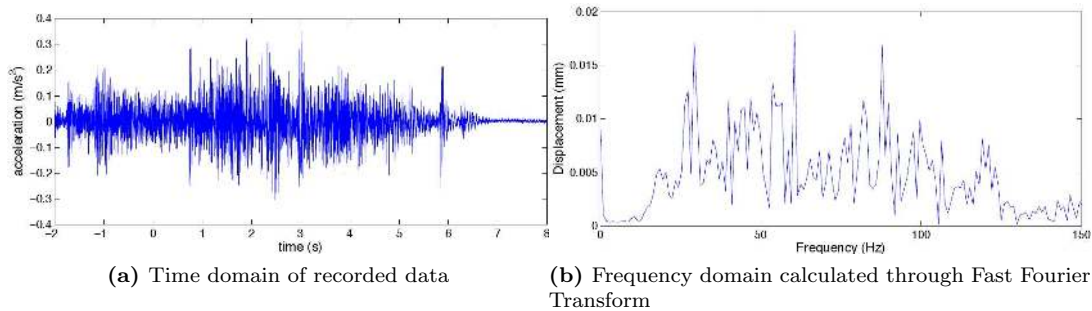 0.4
0.3
0.2
0.1
0
-0.1
-0.2
-0.3
-0.4
acceleration (m/s²)
-2 -1 0 1 2 3 4 5 6 7 8
time (s)
(a) Time domain of recorded data
0.02
0.015
0.01
0.005
0
Displacement (mm)
0 50 100 150
Frequency (Hz)
(b) Frequency domain calculated through Fast Fourier
Transform